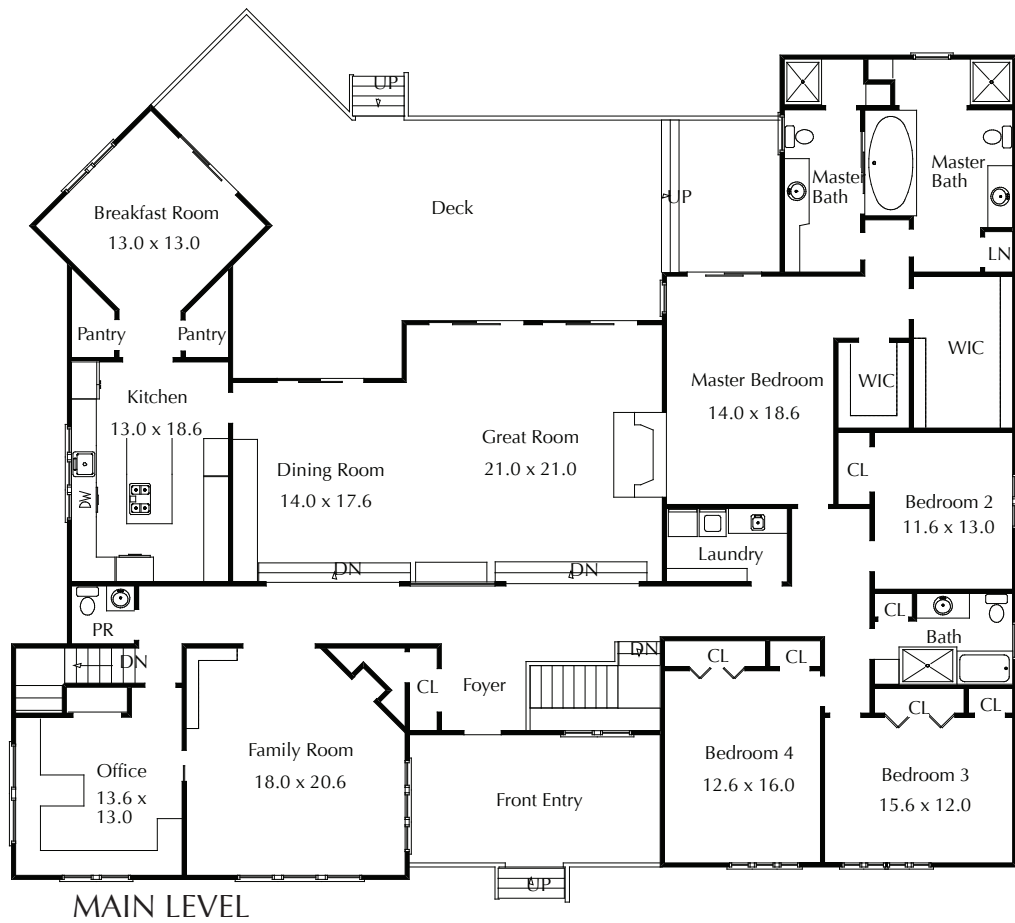 UP
Master
Bath
Master
Bath
Breakfast Room
13.0 x 13.0
Deck
UP
LN
Pantry
Pantry
WIC
Kitchen
13.0 x 18.6
Master Bedroom
14.0 x 18.6
WIC
Great Room
21.0 x 21.0
Dining Room
14.0 x 17.6
CL
DW
Bedroom 2
11.6 x 13.0
Laundry
DN
DN
PR
CL
Bath
DN
DN
CL
CL
CL
Foyer
CL
CL
Family Room
18.0 x 20.6
Office
13.6 x
13.0
Front Entry
Bedroom 4
12.6 x 16.0
Bedroom 3
15.6 x 12.0
UP
MAIN LEVEL